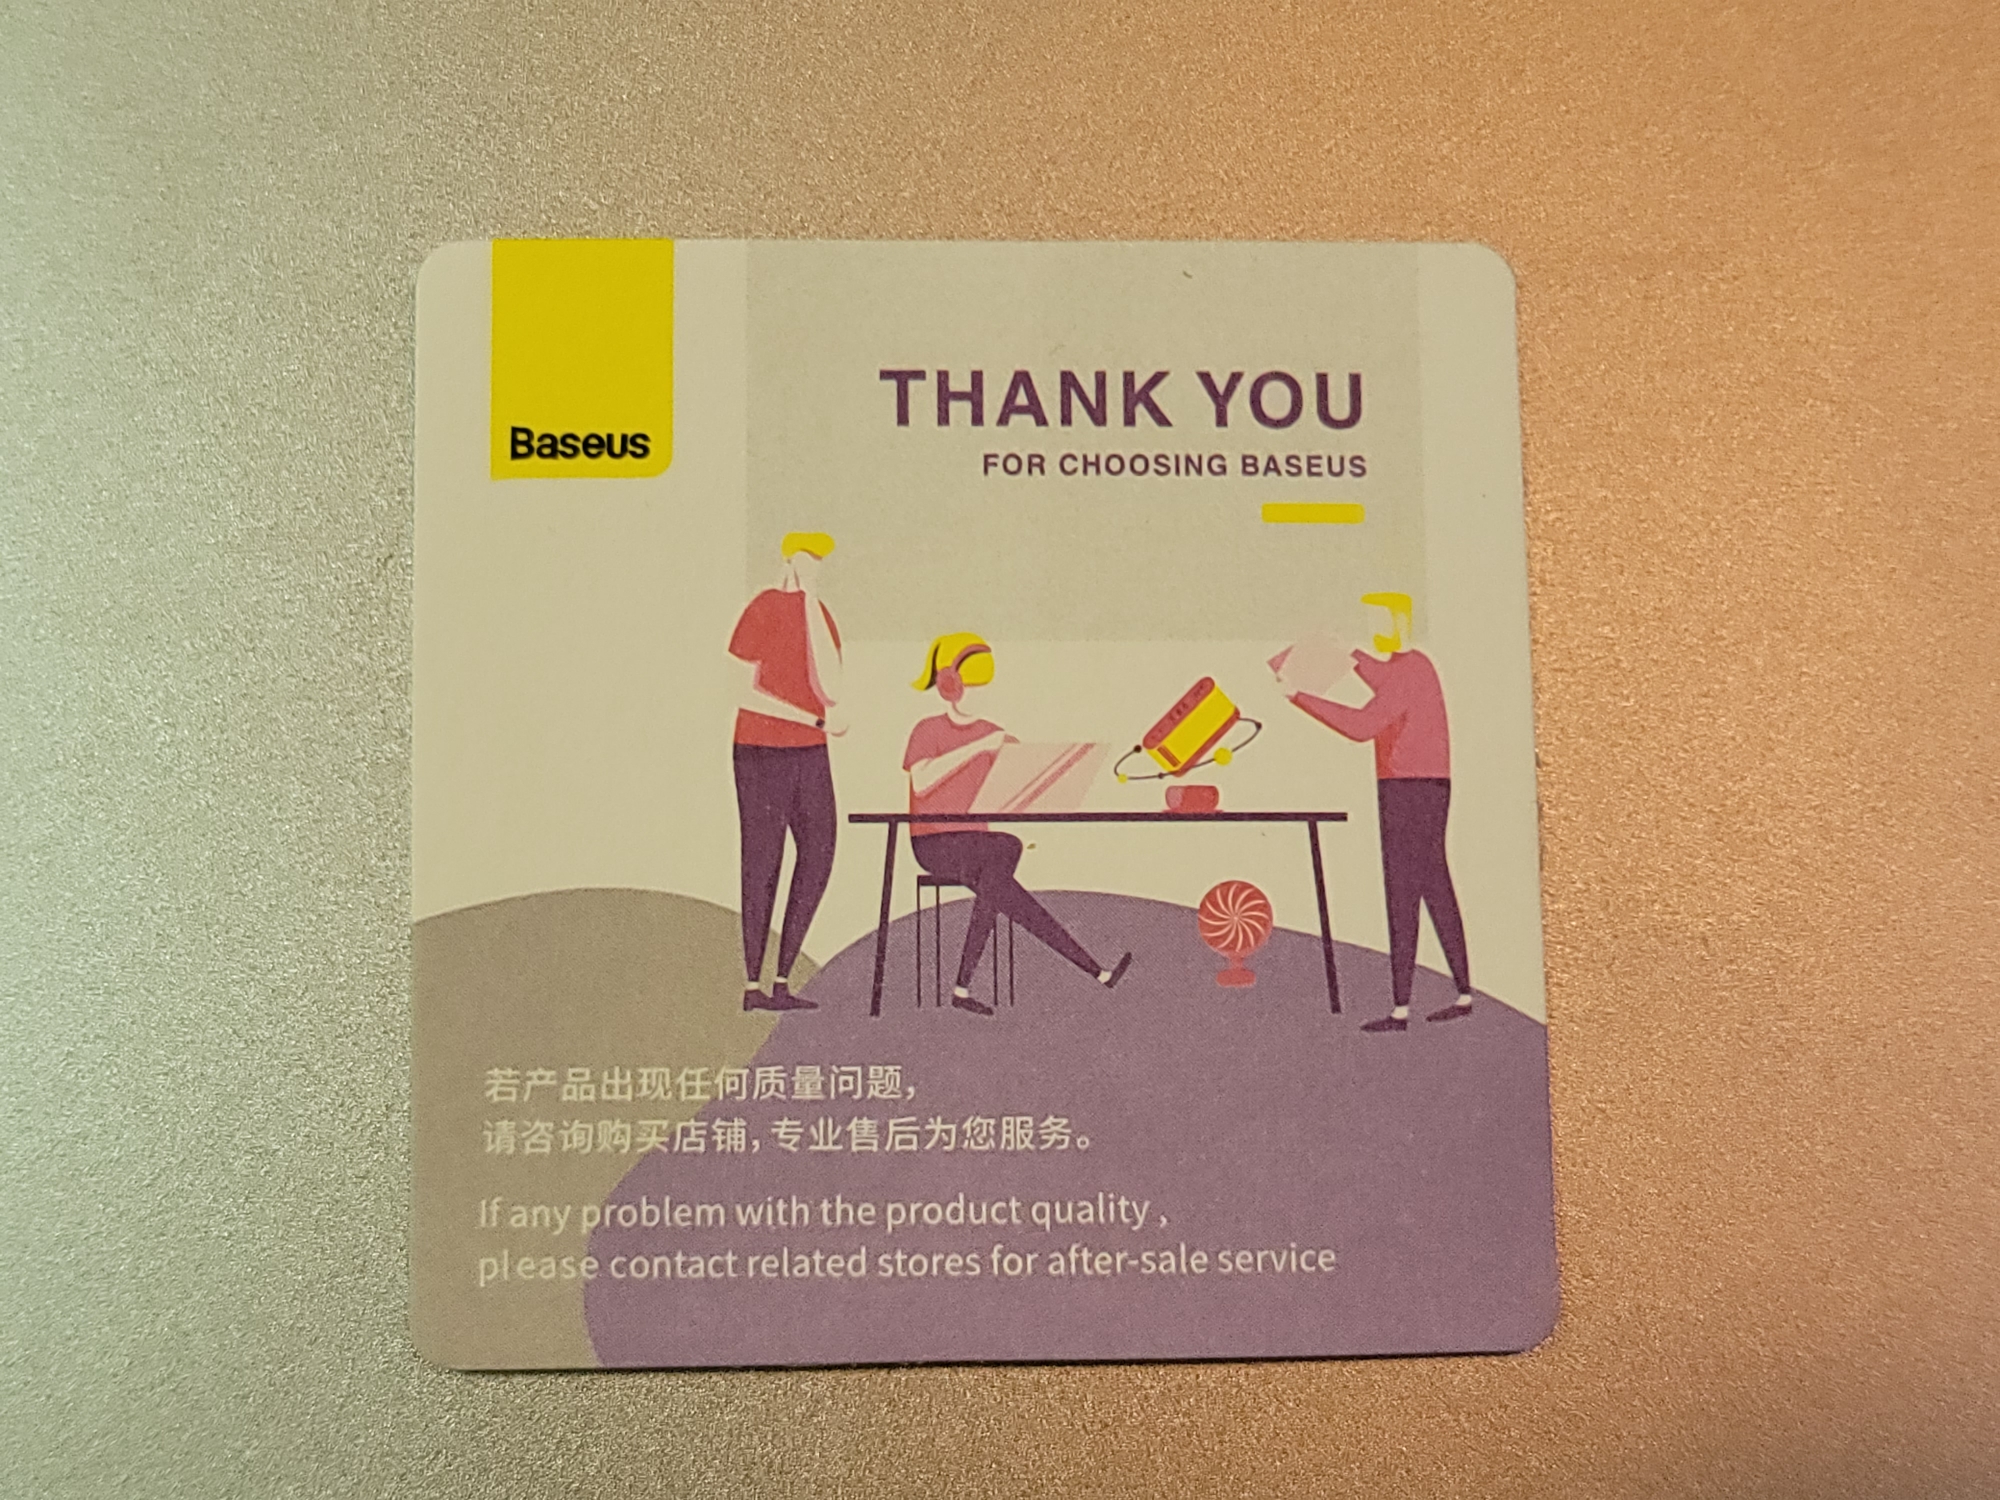 Baseus
THANK YOU
FOR CHOOSING BASEUS
若产品出现任何质量问题，
请咨询购买店铺，专业售后为您服务。
If any problem with the product quality ,
please contact related stores for after-sale service